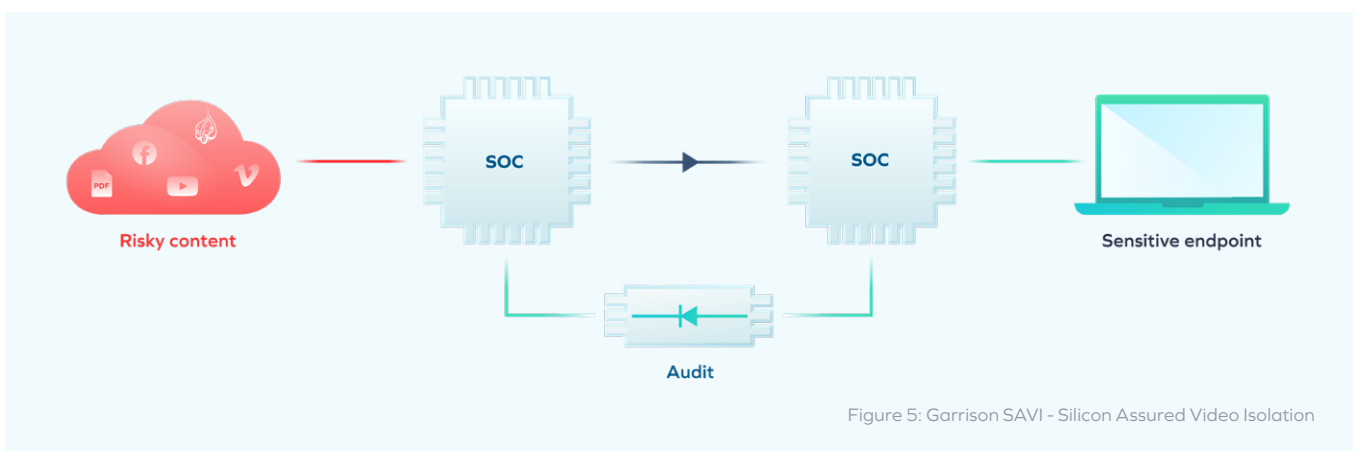 SOC
SOC
PDF
f
Risky content
Sensitive endpoint
Audit
Figure 5: Garrison SAVI - Silicon Assured Video Isolation